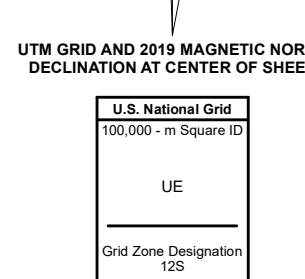 UTM GRID AND 2019 MAGNETIC NOR
DECLINATION AT CENTER OF SHEE
U.S. National Grid
100,000 - m Square ID
UE
Grid Zone Designation
12S